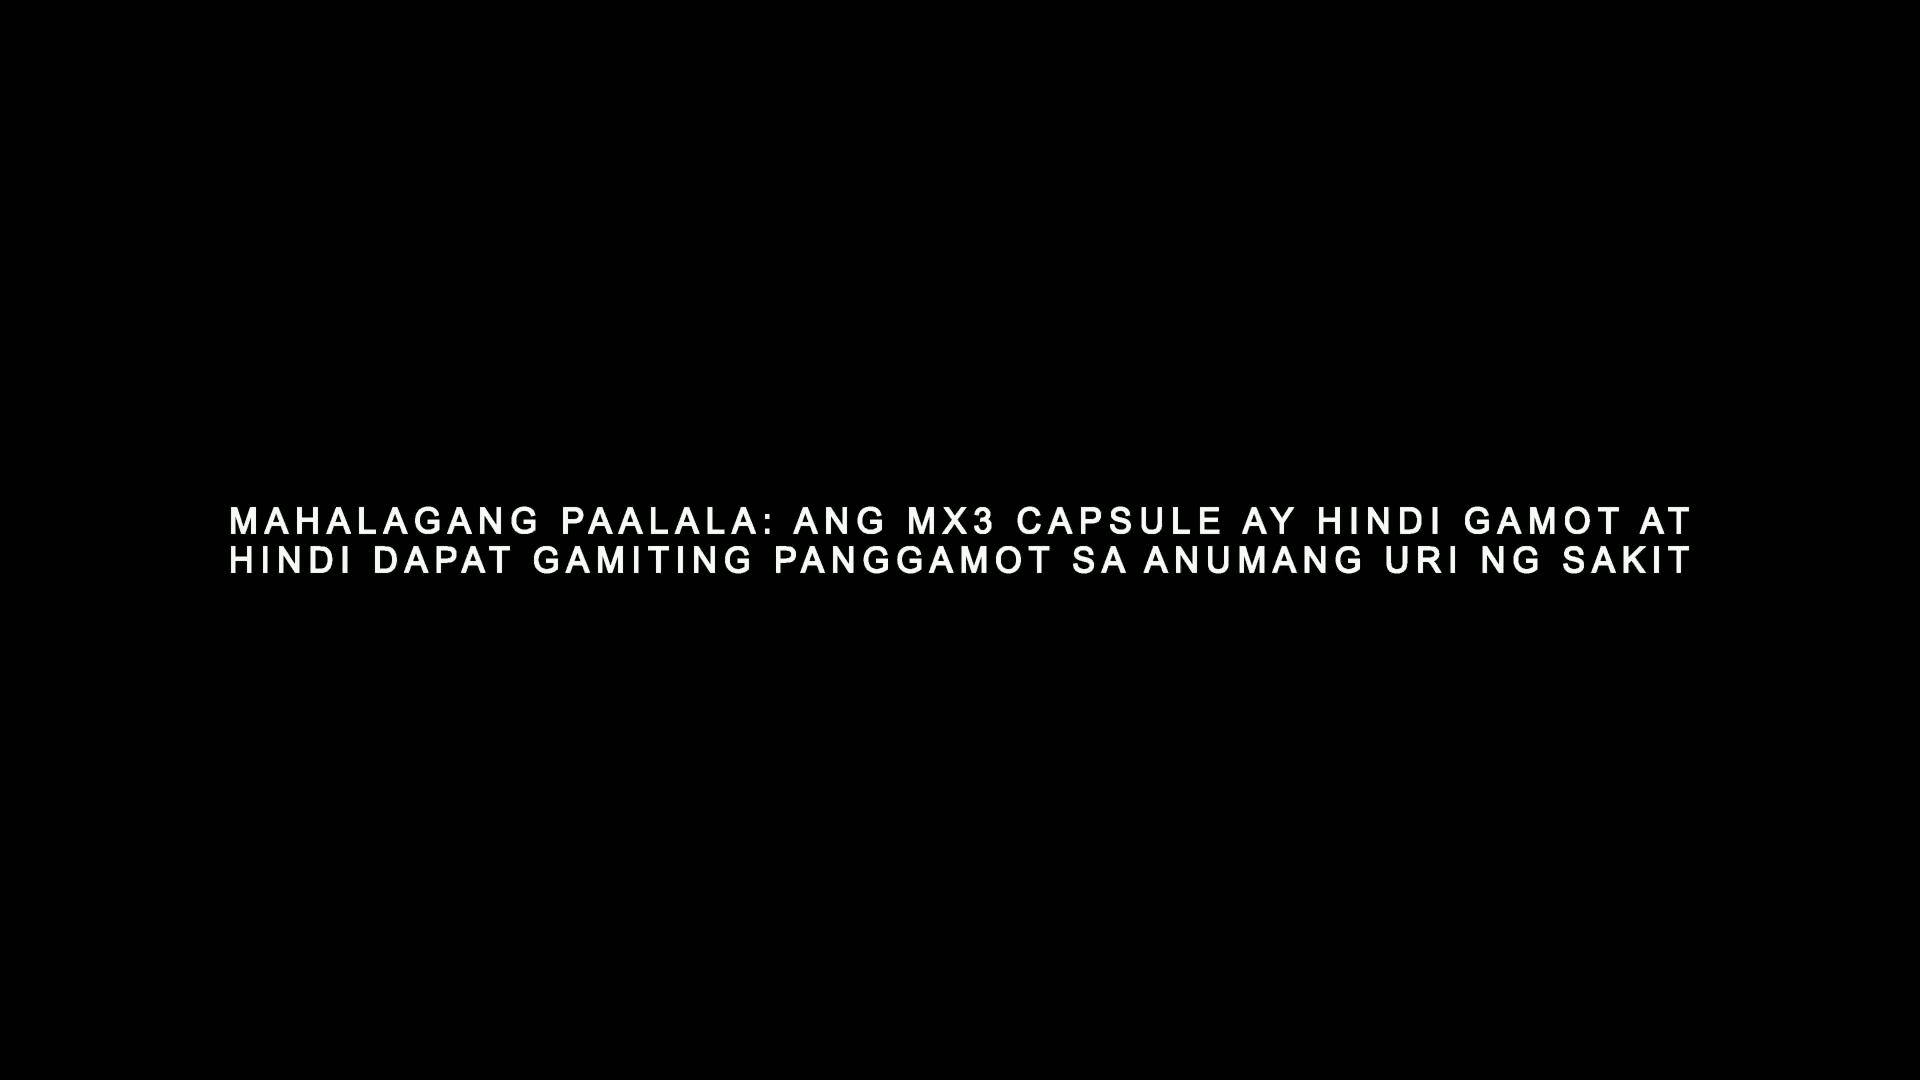 MAHALAGANG PAALALA: ANG MX3 CAPSULE AY HINDI GAMOT AT
HINDI DAPAT GAMITING PANGGAMOT SA ANUMANG URI NG SAKIT